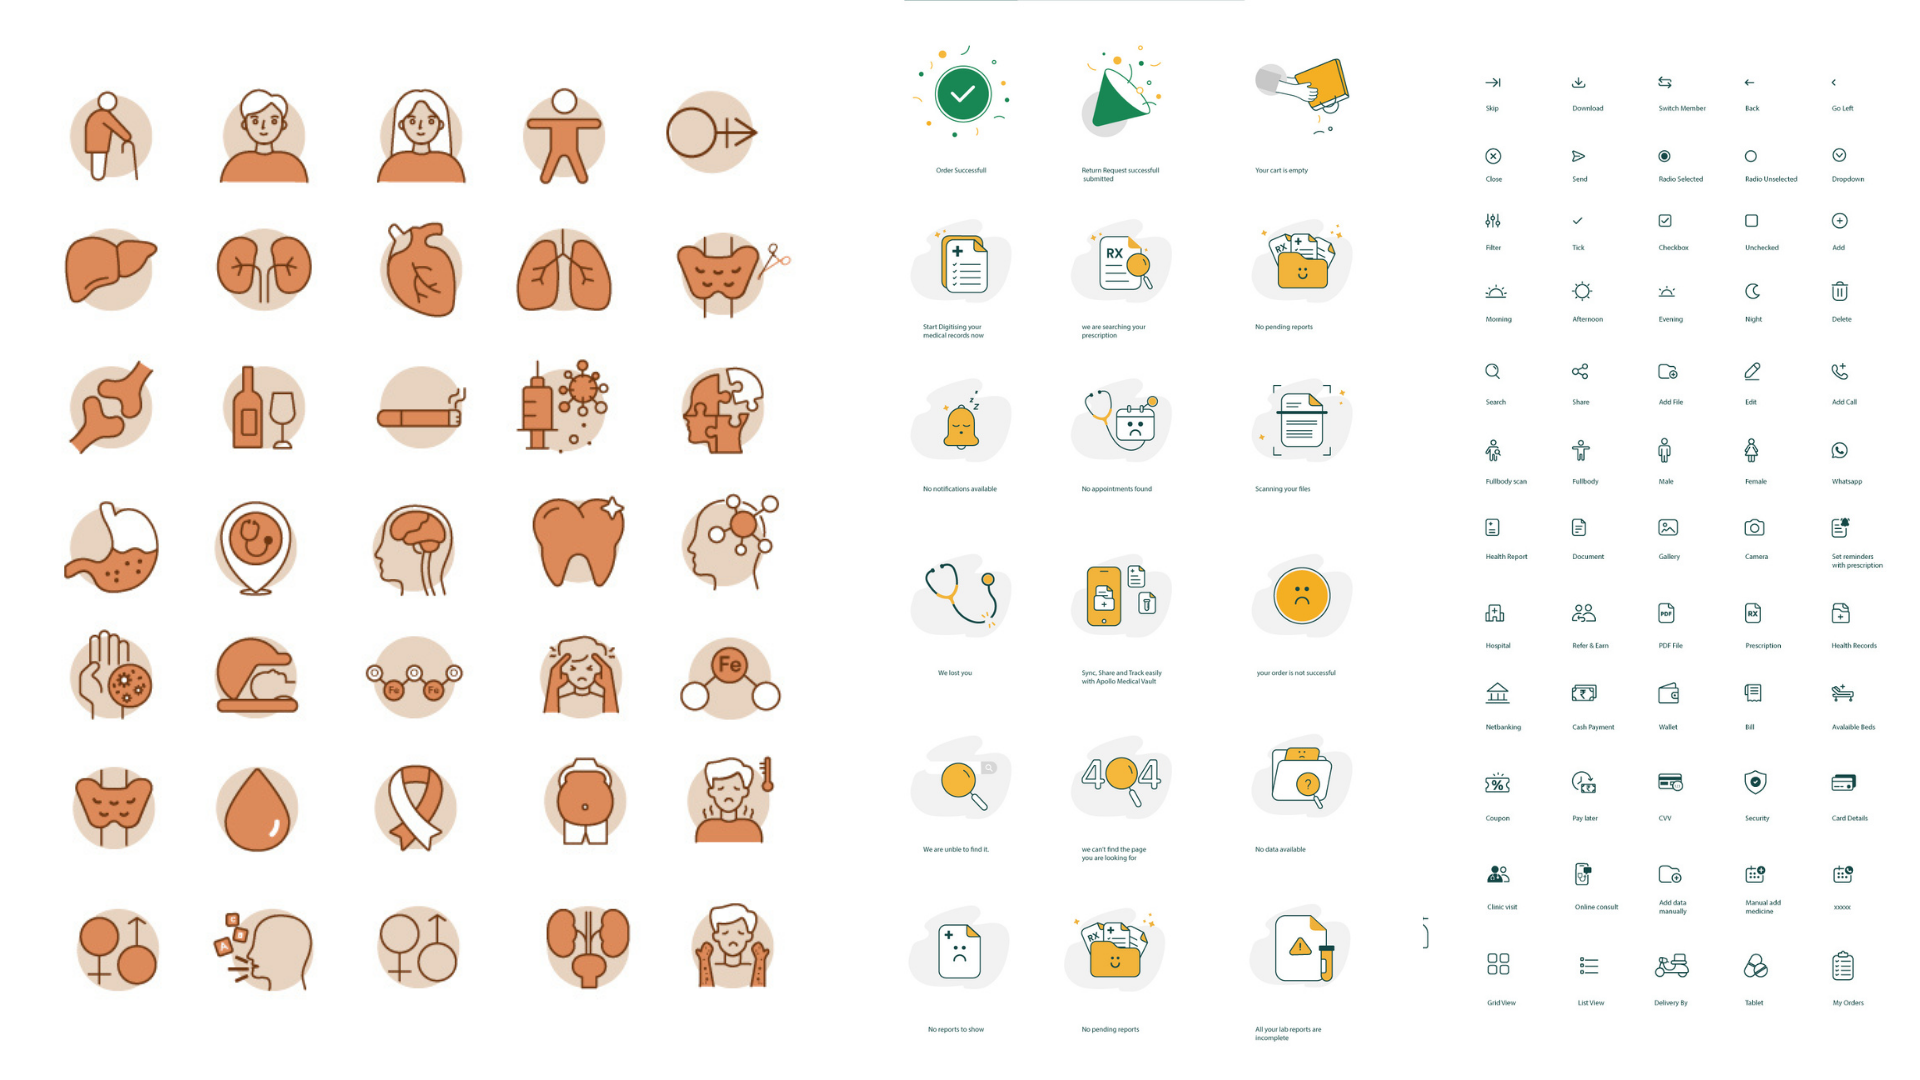 Fe
Fe
Fe
C
A
B
Order Successfull
Return Request successfull
submitted
Your cart is empty
RX
RX
Start Digitising your
medical records now
we are searching your
prescription
No pending reports
z
z
Z
No notifications available
No appointments found
Scanning your files
We lost you
Sync, Share and Track easily
with Apollo Medical Vault
your order is not successful
404
?
We are unble to find it.
we can't find the page
you are looking for
No data available
RX
No reports to show
No pending reports
All your lab reports are
incomplete
Skip
Download
Switch Member
Back
Go Left
Close
Send
Radio Selected
Radio Unselected
Dropdown
Filter
Tick
Checkbox
Unchecked
Add
Morning
Afternoon
Evening
Night
Delete
Search
Share
Add File
Edit
Add Call
Fullbody scan
Fullbody
Male
Female
Whatsapp
Health Report
Document
Gallery
Camera
Set reminders
with prescription
PDF
RX
Hospital
Refer & Earn
PDF File
Prescription
Health Records
₹
Netbanking
Cash Payment
Wallet
Bill
Avalaible Beds
%
₹
Coupon
Pay later
CVV
Security
Card Details
Clinic visit
Online consult
Add data
manually
Manual add
medicine
xxxxx
Grid View
List View
Delivery By
Tablet
My Orders